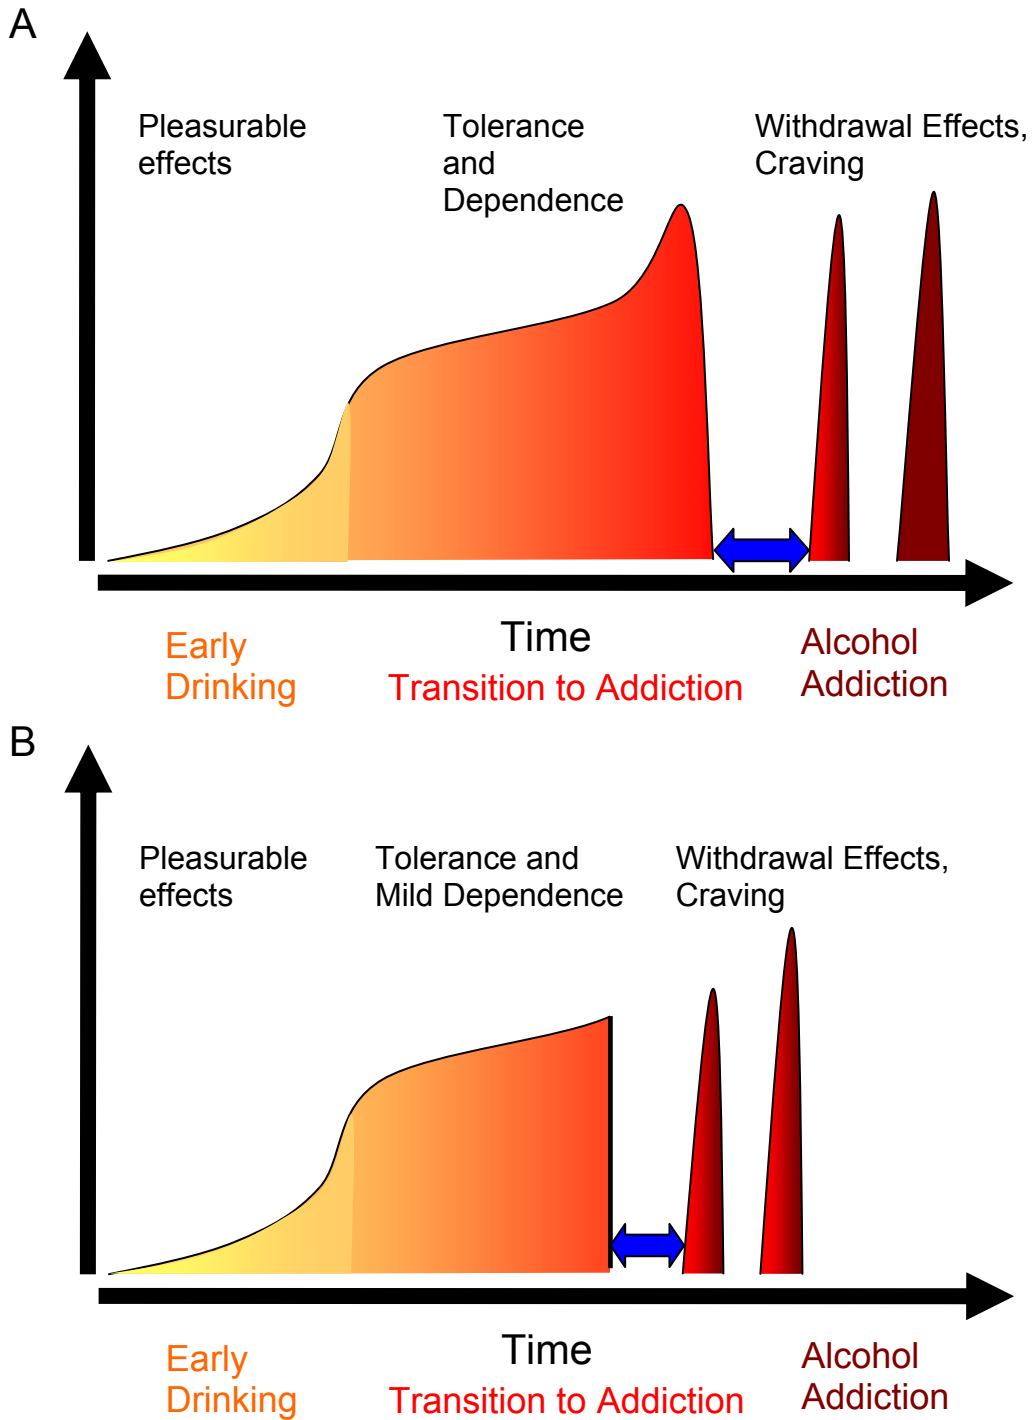 A
Pleasurable
effects
Tolerance
and
Dependence
Withdrawal Effects,
Craving
Time
Early
Drinking
Transition to Addiction
Alcohol
Addiction
B
Pleasurable
effects
Tolerance and
Mild Dependence
Withdrawal Effects,
Craving
Time
Early
Drinking
Transition to Addiction
Alcohol
Addiction